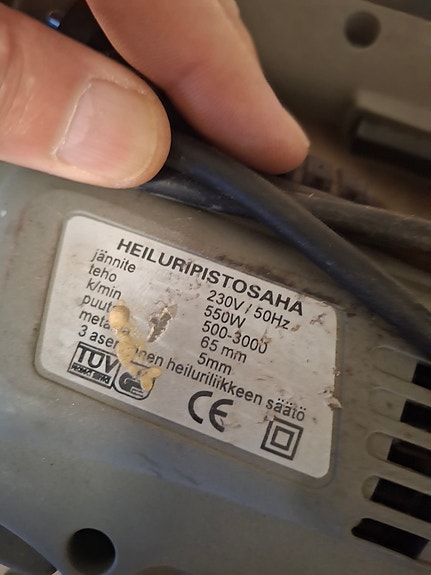 HEILURIPISTOSAHA
jännite 230V / 50Hz
teho 550W
k/min 500-3000
65 mm
5mm
3 heiluriliikkeen säätö
TÜV
CE